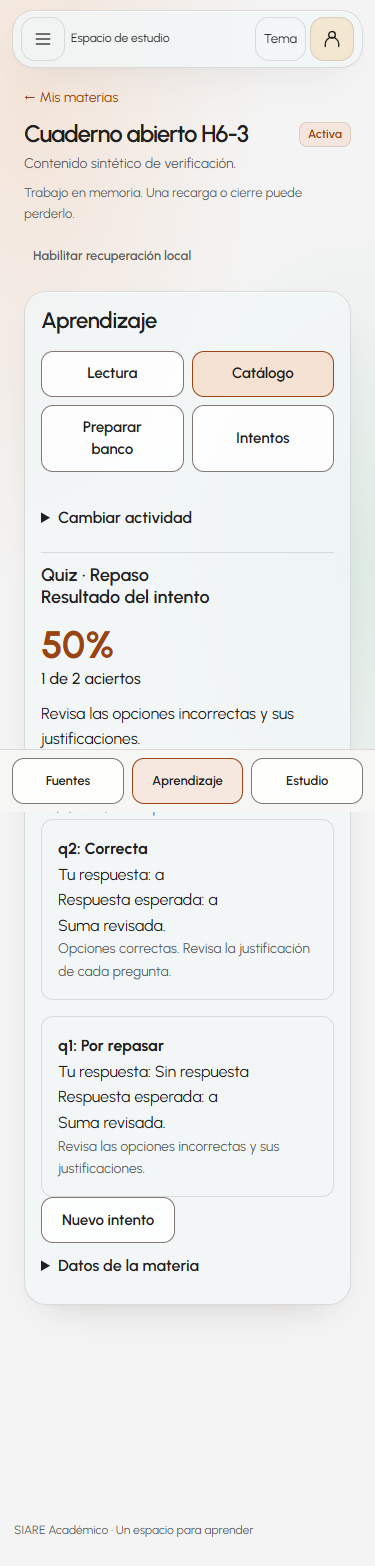 Espacio de estudio
Tema
← Mis materias
Cuaderno abierto H6-3
Activa
Contenido sintético de verificación.
Trabajo en memoria. Una recarga o cierre puede
perderlo.
Habilitar recuperación local
Aprendizaje
Lectura
Catálogo
Preparar
banco
Intentos
Cambiar actividad
Quiz · Repaso
Resultado del intento
50%
1 de 2 aciertos
Revisa las opciones incorrectas y sus
justificaciones.
Fuentes
Aprendizaje
Estudio
q2: Correcta
Tu respuesta: a
Respuesta esperada: a
Suma revisada.
Opciones correctas. Revisa la justificación
de cada pregunta.
q1: Por repasar
Tu respuesta: Sin respuesta
Respuesta esperada: a
Suma revisada.
Revisa las opciones incorrectas y sus
justificaciones.
Nuevo intento
Datos de la materia
SIARE Académico · Un espacio para aprender